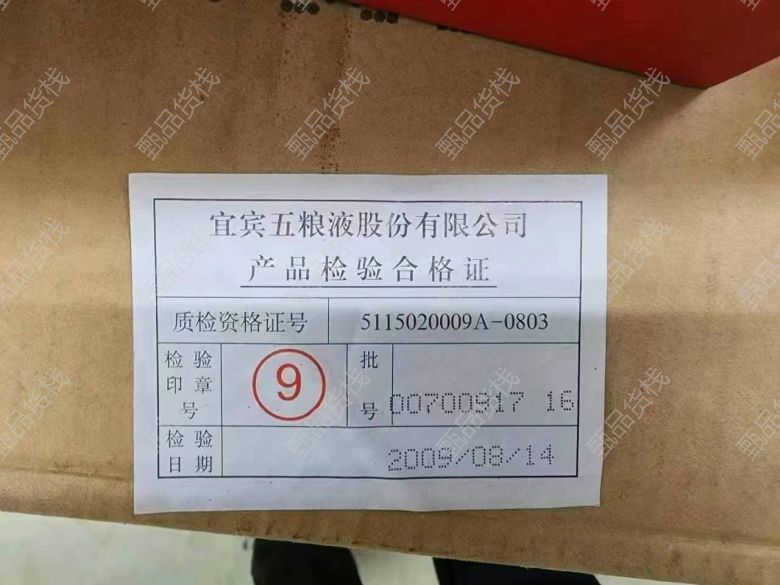 宜宾五粮液股份有限公司
产品检验合格证
质检资格证号 5115020009A-0803
检验印章号 9 批号 00700917 16
检验日期 2009/08/14
甄品货栈